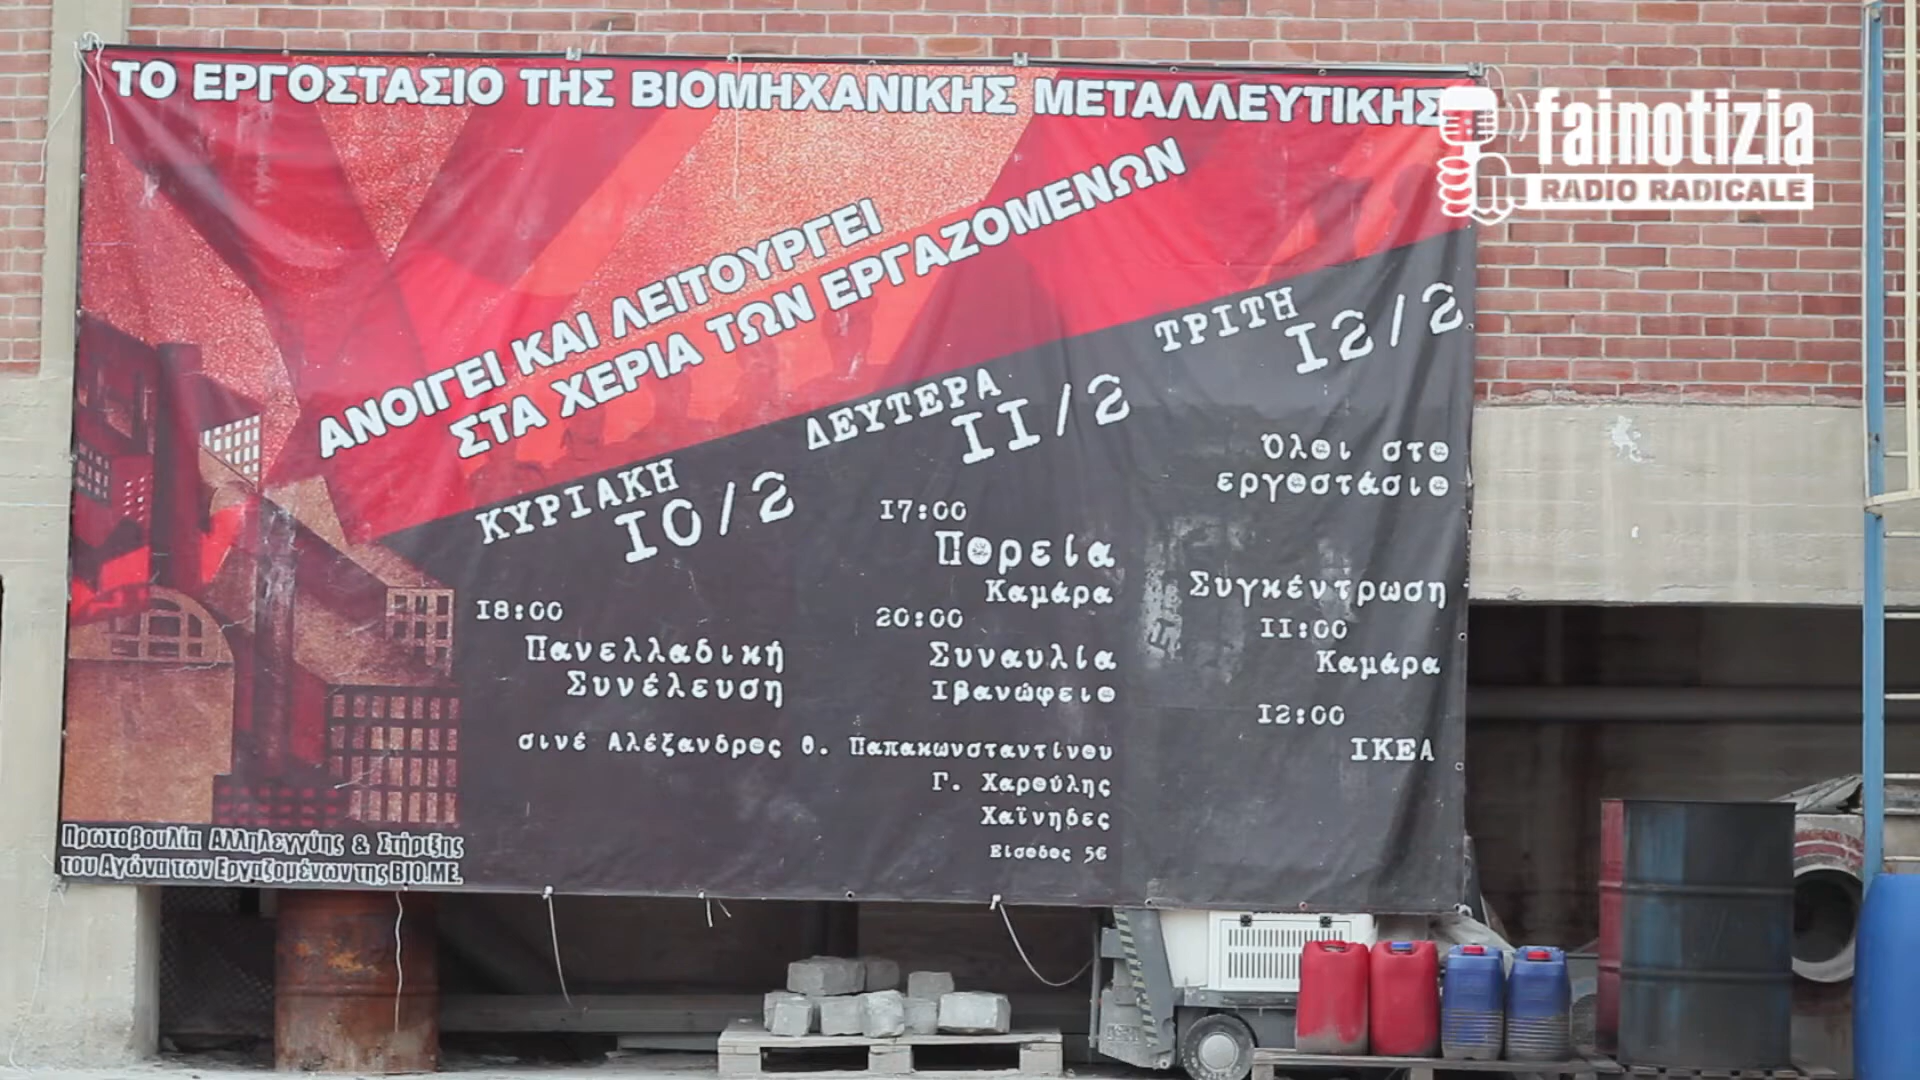 ΤΟ ΕΡΓΟΣΤΑΣΙΟ ΤΗΣ ΒΙΟΜΗΧΑΝΙΚΗΣ ΜΕΤΑΛΛΕΥΤΙΚΗΣ
fainotizia
RADIO RADICALE
ΑΝΟΙΓΕΙ ΚΑΙ ΛΕΙΤΟΥΡΓΕΙ
ΣΤΑ ΧΕΡΙΑ ΤΩΝ ΕΡΓΑΖΟΜΕΝΩΝ
ΚΥΡΙΑΚΗ
10/2
18:00
Πανελλαδική
Συνέλευση
σινέ Αλέξανδρος
ΔΕΥΤΕΡΑ
11/2
17:00
Πορεία
Καμάρα
20:00
Συναυλία
Ιβανώφειο
Θ. Παπακωνσταντίνου
Γ. Χαρούλης
Χαΐνηδες
Είσοδος 5€
ΤΡΙΤΗ
12/2
Όλοι στο
εργοστάσιο
Συγκέντρωση
11:00
Καμάρα
12:00
ΙΚΕΑ
Πρωτοβουλία Αλληλεγγύης & Στήριξης
του Αγώνα των Εργαζομένων της ΒΙΟ.ΜΕ.